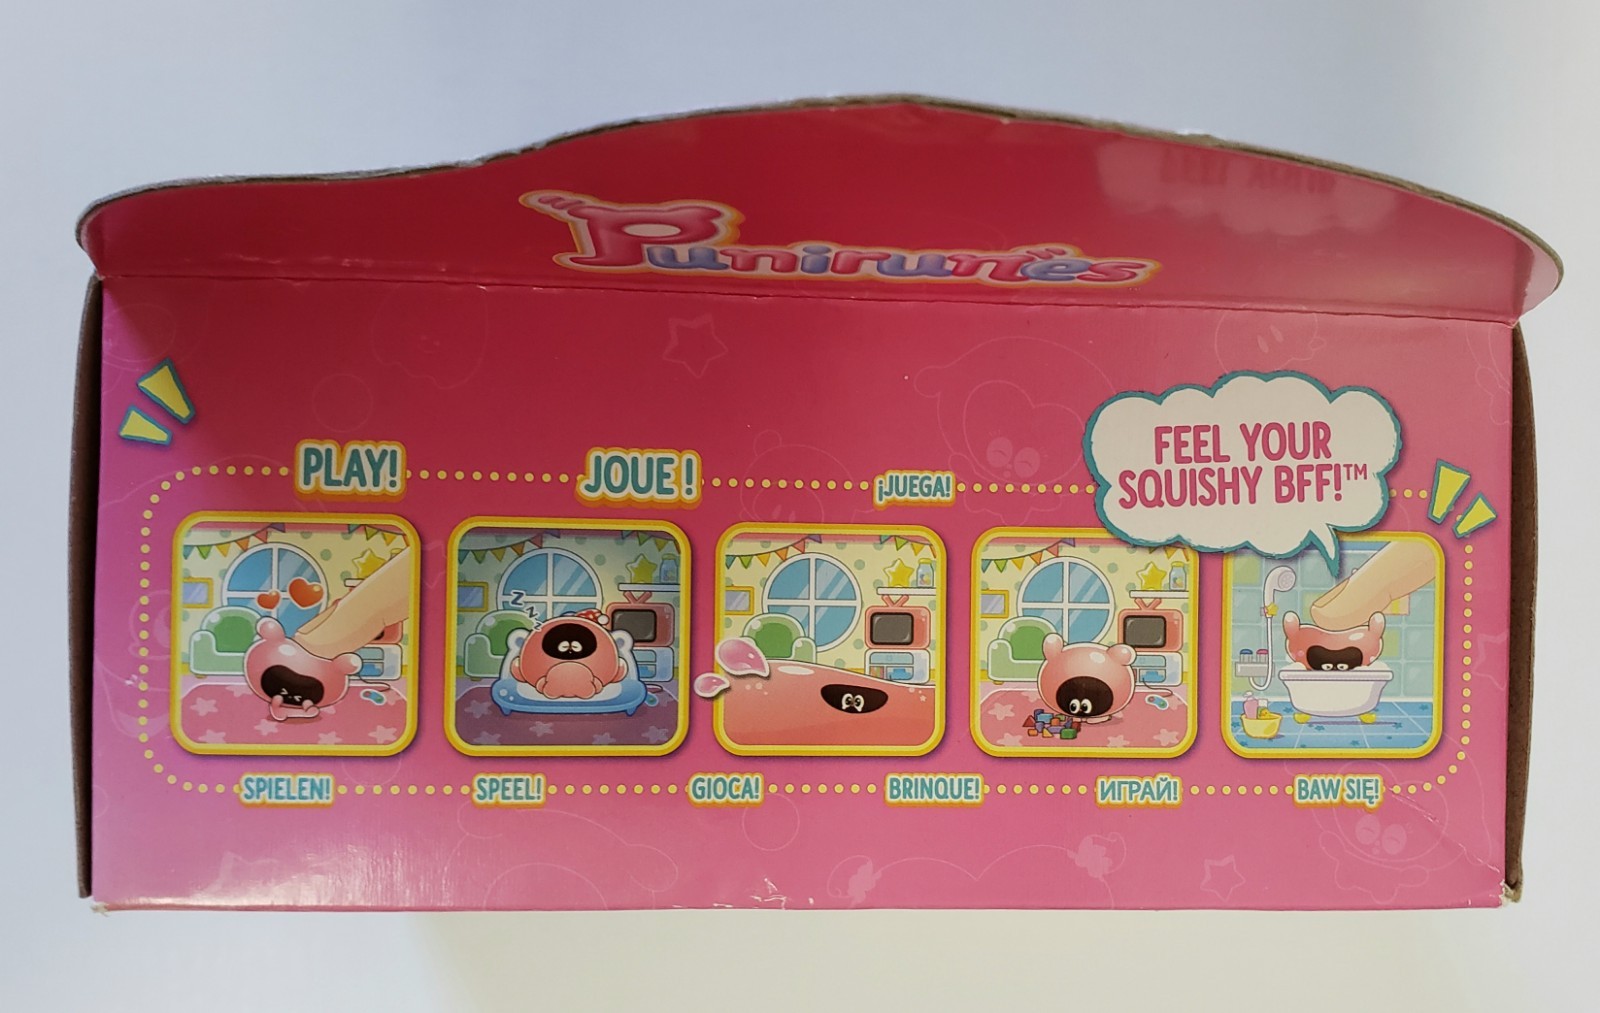 Punirunes
PLAY!
JOUE !
¡JUEGA!
FEEL YOUR
SQUISHY BFF!™
Z Z Z
SPIELEN!
SPEEL!
GIOCA!
BRINQUE!
ИГРАЙ!
BAW SIĘ!